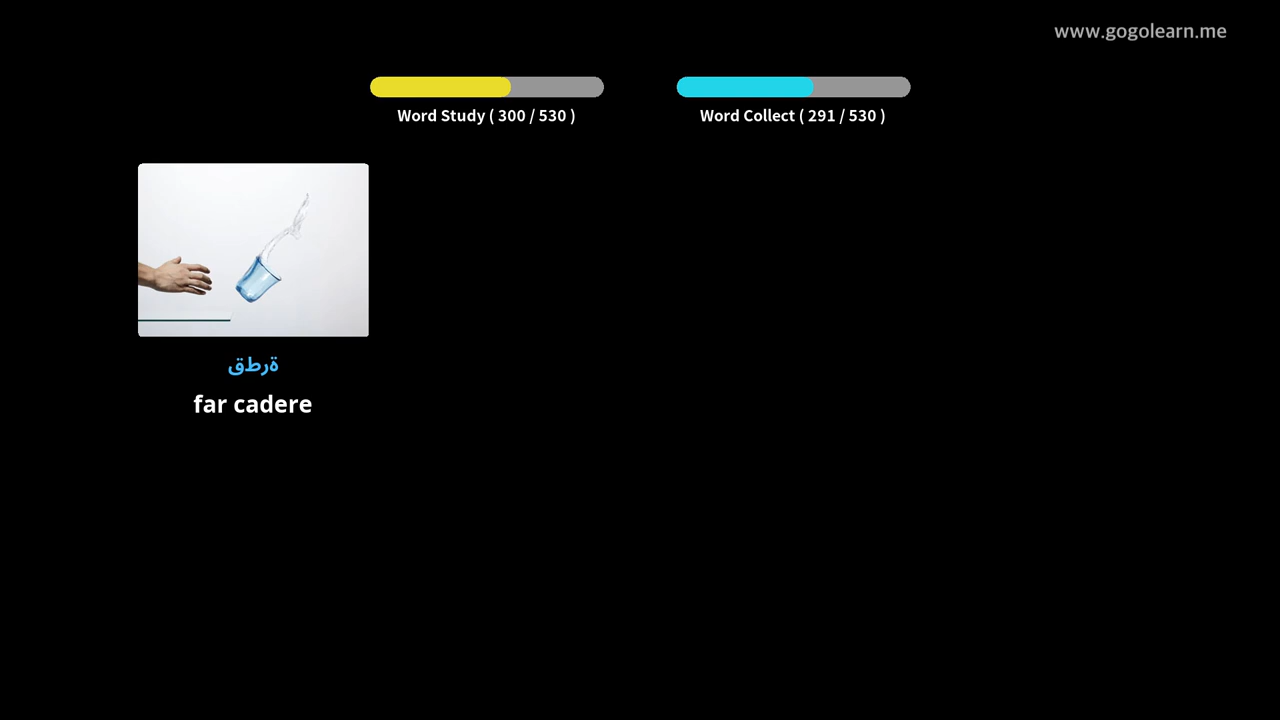 www.gogolearn.me
Word Study ( 300 / 530 )
Word Collect ( 291 / 530 )
ةرطق
far cadere